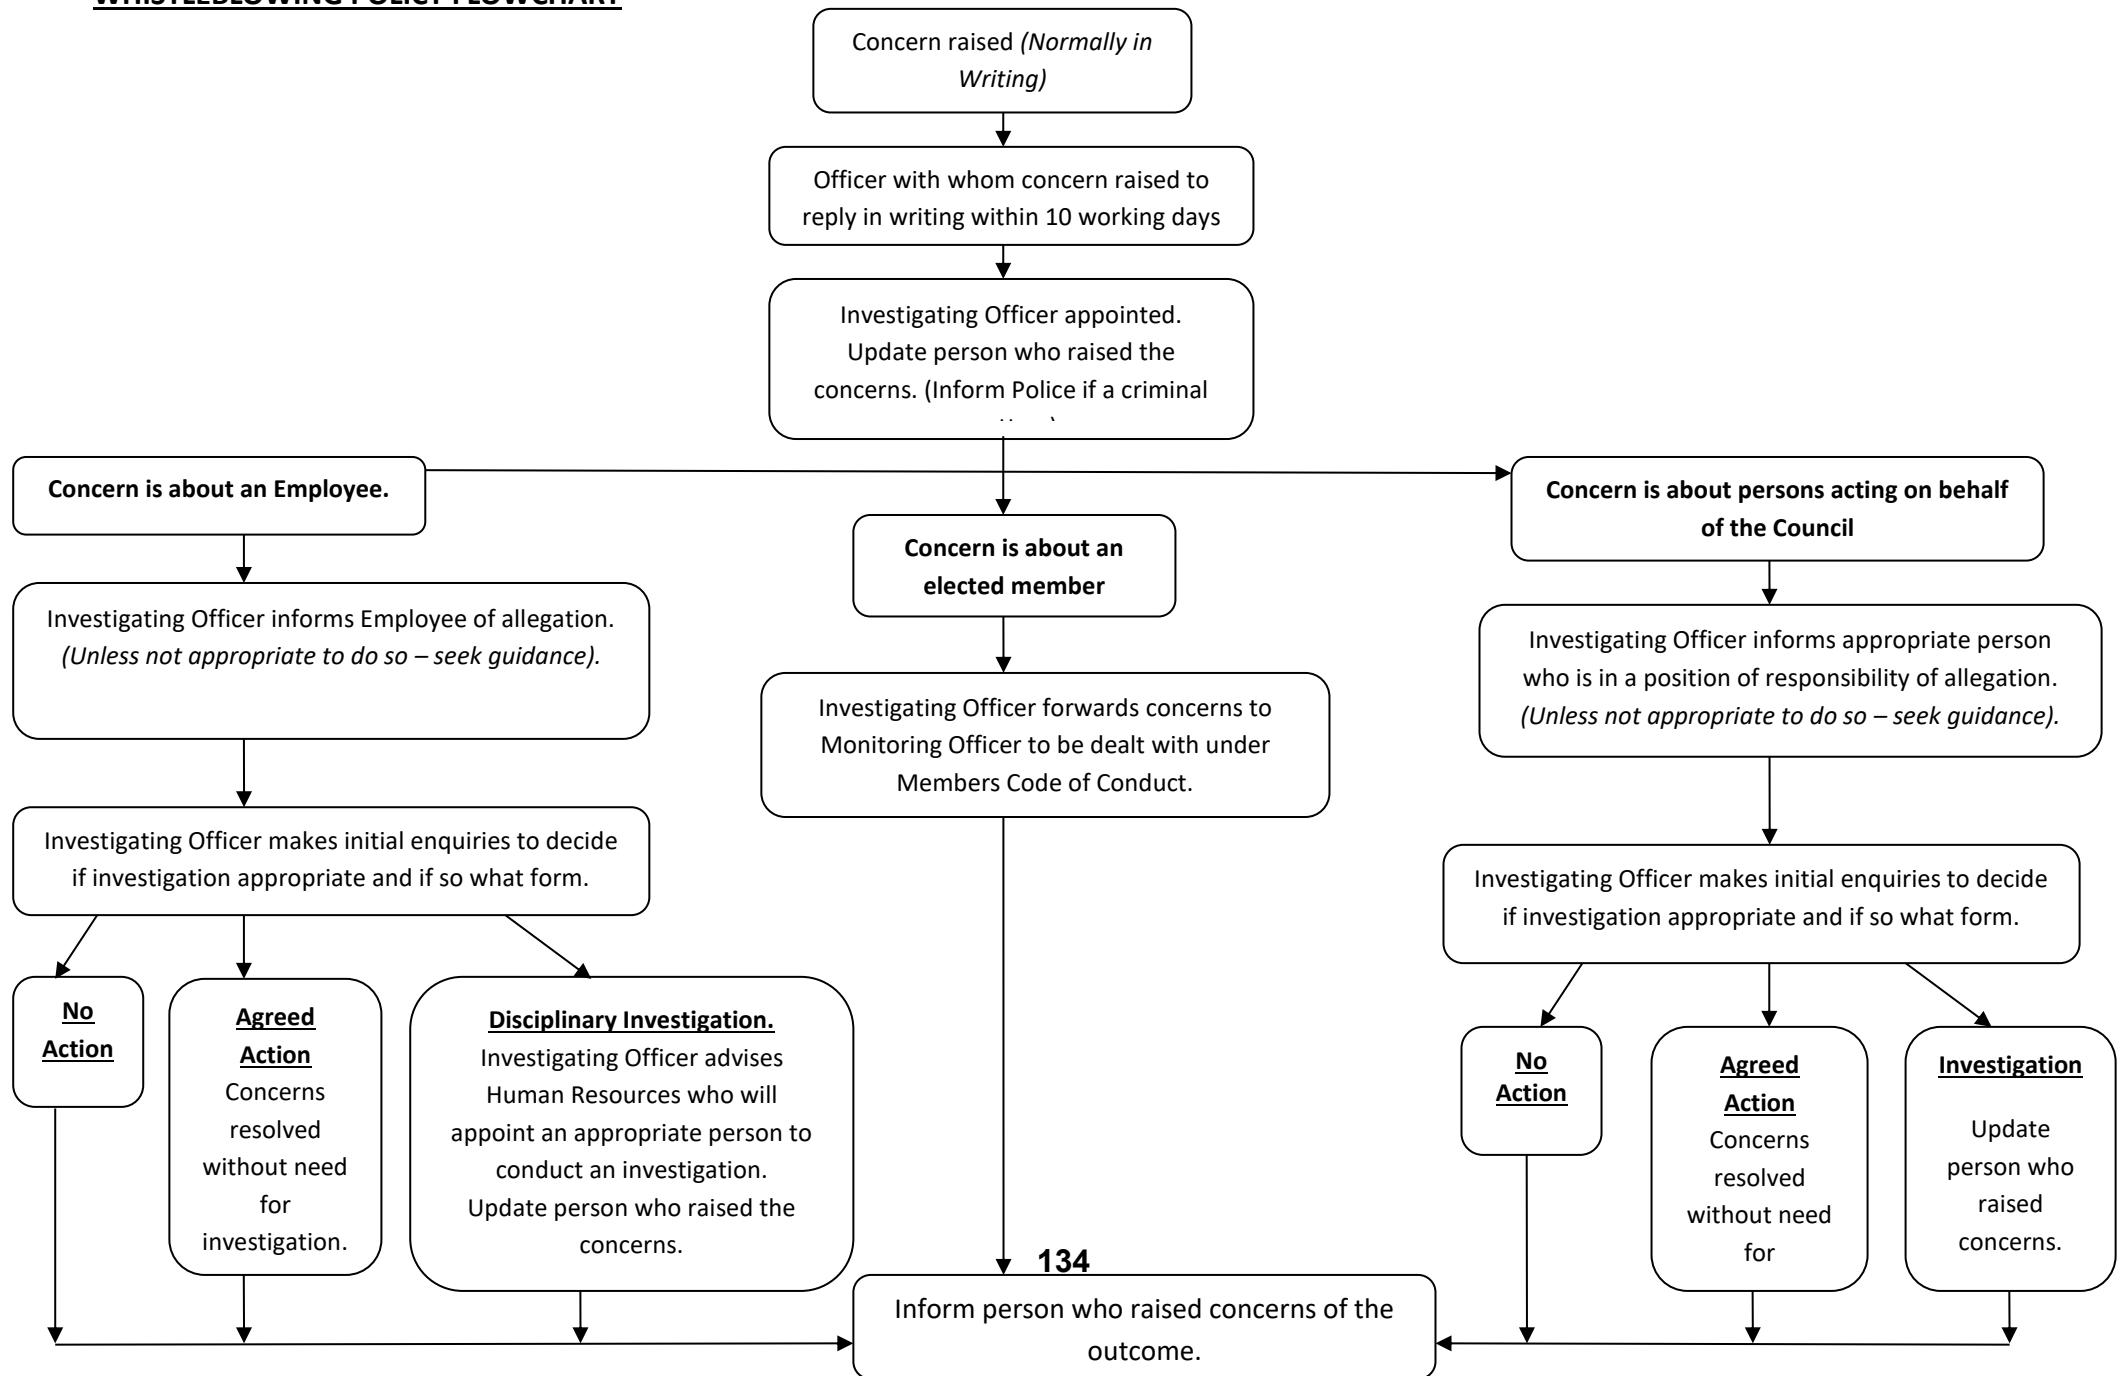 WHISTLEBLOWING POLICY FLOWCHART
Concern raised (Normally in
Writing)
Officer with whom concern raised to
reply in writing within 10 working days
Investigating Officer appointed.
Update person who raised the
concerns. (Inform Police if a criminal
Concern is about an Employee.
Concern is about an
elected member
Concern is about persons acting on behalf
of the Council
Investigating Officer informs Employee of allegation.
(Unless not appropriate to do so – seek guidance).
Investigating Officer forwards concerns to
Monitoring Officer to be dealt with under
Members Code of Conduct.
Investigating Officer informs appropriate person
who is in a position of responsibility of allegation.
(Unless not appropriate to do so – seek guidance).
Investigating Officer makes initial enquiries to decide
if investigation appropriate and if so what form.
Investigating Officer makes initial enquiries to decide
if investigation appropriate and if so what form.
No
Action
Agreed
Action
Concerns
resolved
without need
for
investigation.
Disciplinary Investigation.
Investigating Officer advises
Human Resources who will
appoint an appropriate person to
conduct an investigation.
Update person who raised the
concerns.
No
Action
Agreed
Action
Concerns
resolved
without need
for
Investigation
Update
person who
raised
concerns.
134
Inform person who raised concerns of the
outcome.